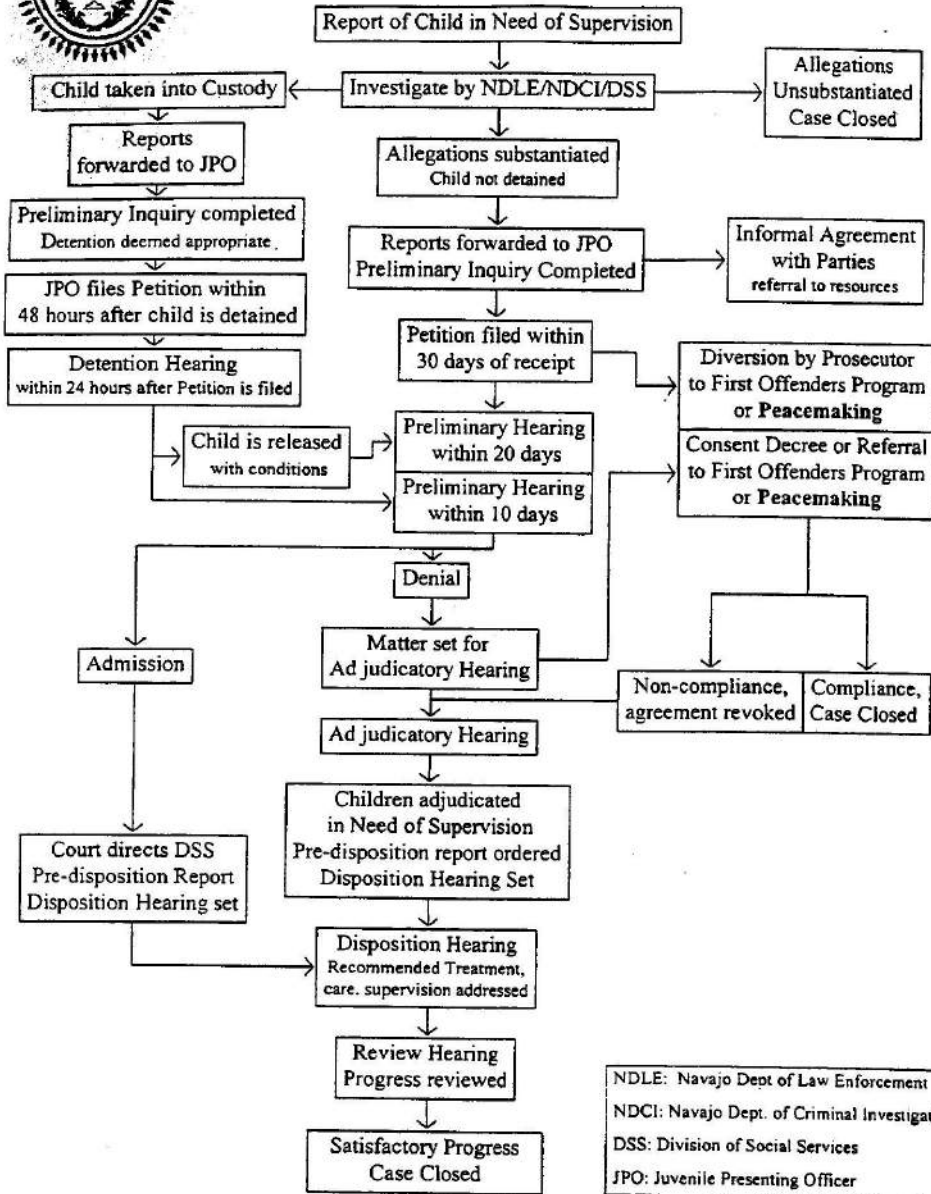 Report of Child in Need of Supervision
Child taken into Custody
Investigate by NDLE/NDCI/DSS
Allegations
Unsubstantiated
Case Closed
Reports
forwarded to JPO
Allegations substantiated
Child not detained
Preliminary Inquiry completed
Detention deemed appropriate
Reports forwarded to JPO
Preliminary Inquiry Completed
Informal Agreement
with Parties
referral to resources
JPO files Petition within
48 hours after child is detained
Petition filed within
30 days of receipt
Detention Hearing
within 24 hours after Petition is filed
Diversion by Prosecutor
to First Offenders Program
or Peacemaking
Child is released
with conditions
Preliminary Hearing
within 20 days
Consent Decree or Referral
to First Offenders Program
or Peacemaking
Preliminary Hearing
within 10 days
Denial
Admission
Matter set for
Ad judicatory Hearing
Non-compliance,
agreement revoked
Compliance,
Case Closed
Ad judicatory Hearing
Children adjudicated
in Need of Supervision
Pre-disposition report ordered
Disposition Hearing Set
Court directs DSS
Pre-disposition Report
Disposition Hearing set
Disposition Hearing
Recommended Treatment,
care. supervision addressed
Review Hearing
Progress reviewed
Satisfactory Progress
Case Closed
NDLE: Navajo Dept of Law Enforcement
NDCI: Navajo Dept. of Criminal Investigat
DSS: Division of Social Services
JPO: Juvenile Presenting Officer